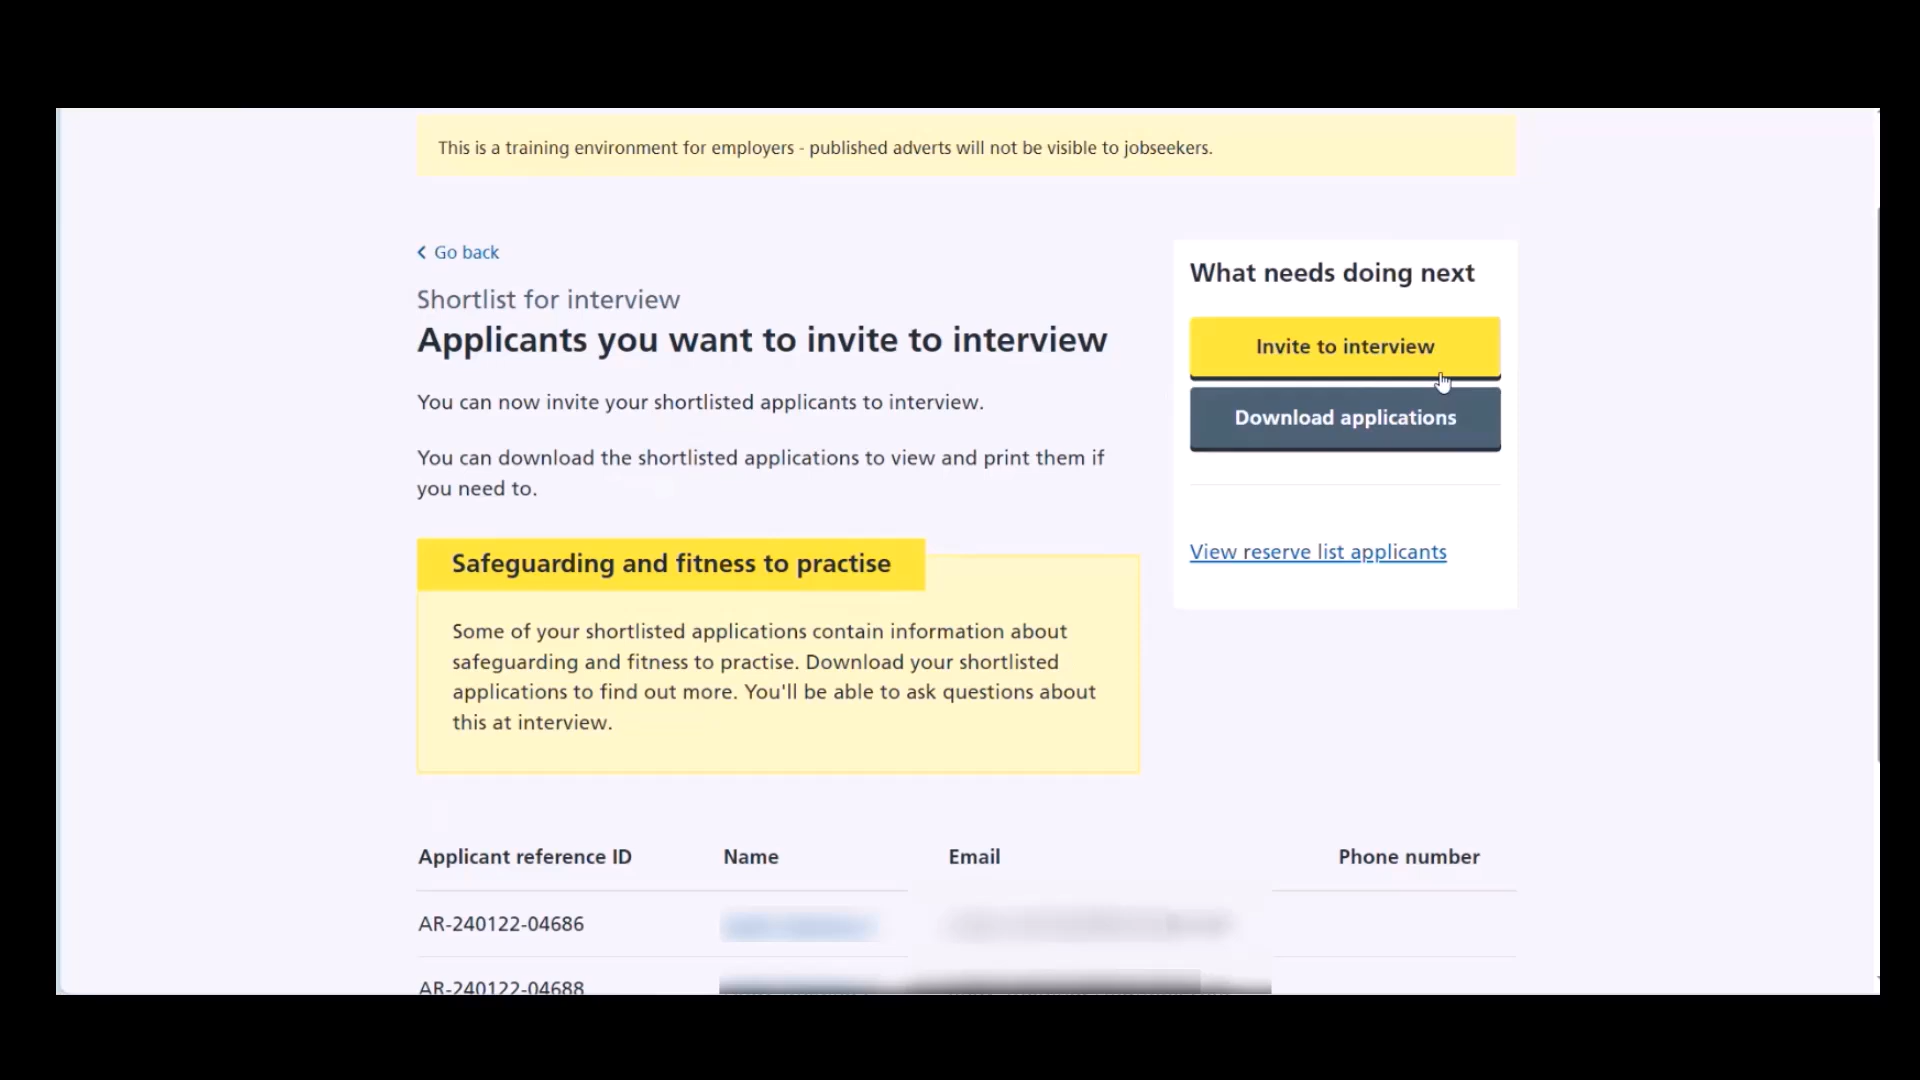 This is a training environment for employers - published adverts will not be visible to jobseekers.
Go back
Shortlist for interview
Applicants you want to invite to interview
You can now invite your shortlisted applicants to interview.
You can download the shortlisted applications to view and print them if
you need to.
Safeguarding and fitness to practise
Some of your shortlisted applications contain information about
safeguarding and fitness to practise. Download your shortlisted
applications to find out more. You'll be able to ask questions about
this at interview.
What needs doing next
Invite to interview
Download applications
View reserve list applicants
Applicant reference ID Name Email Phone number
AR-240122-04686
AR-240122-04688